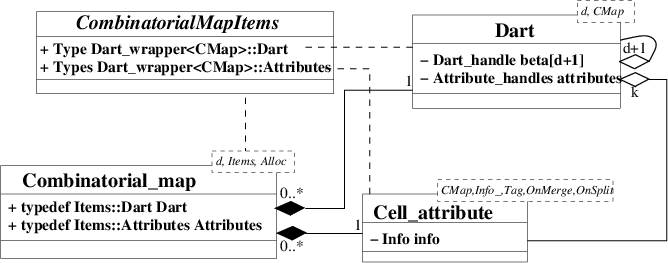 CombinatorialMapItems
+ Type Dart_wrapper<CMap>::Dart
+ Types Dart_wrapper<CMap>::Attributes
d, CMap
Dart
− Dart_handle beta[d+1]
− Attribute_handles attributes
d+1
k
1
d, Items, Alloc
Combinatorial_map
+ typedef Items::Dart Dart
+ typedef Items::Attributes Attributes
0..*
0..*
1
CMap,Info_,Tag,OnMerge,OnSplit
Cell_attribute
− Info info